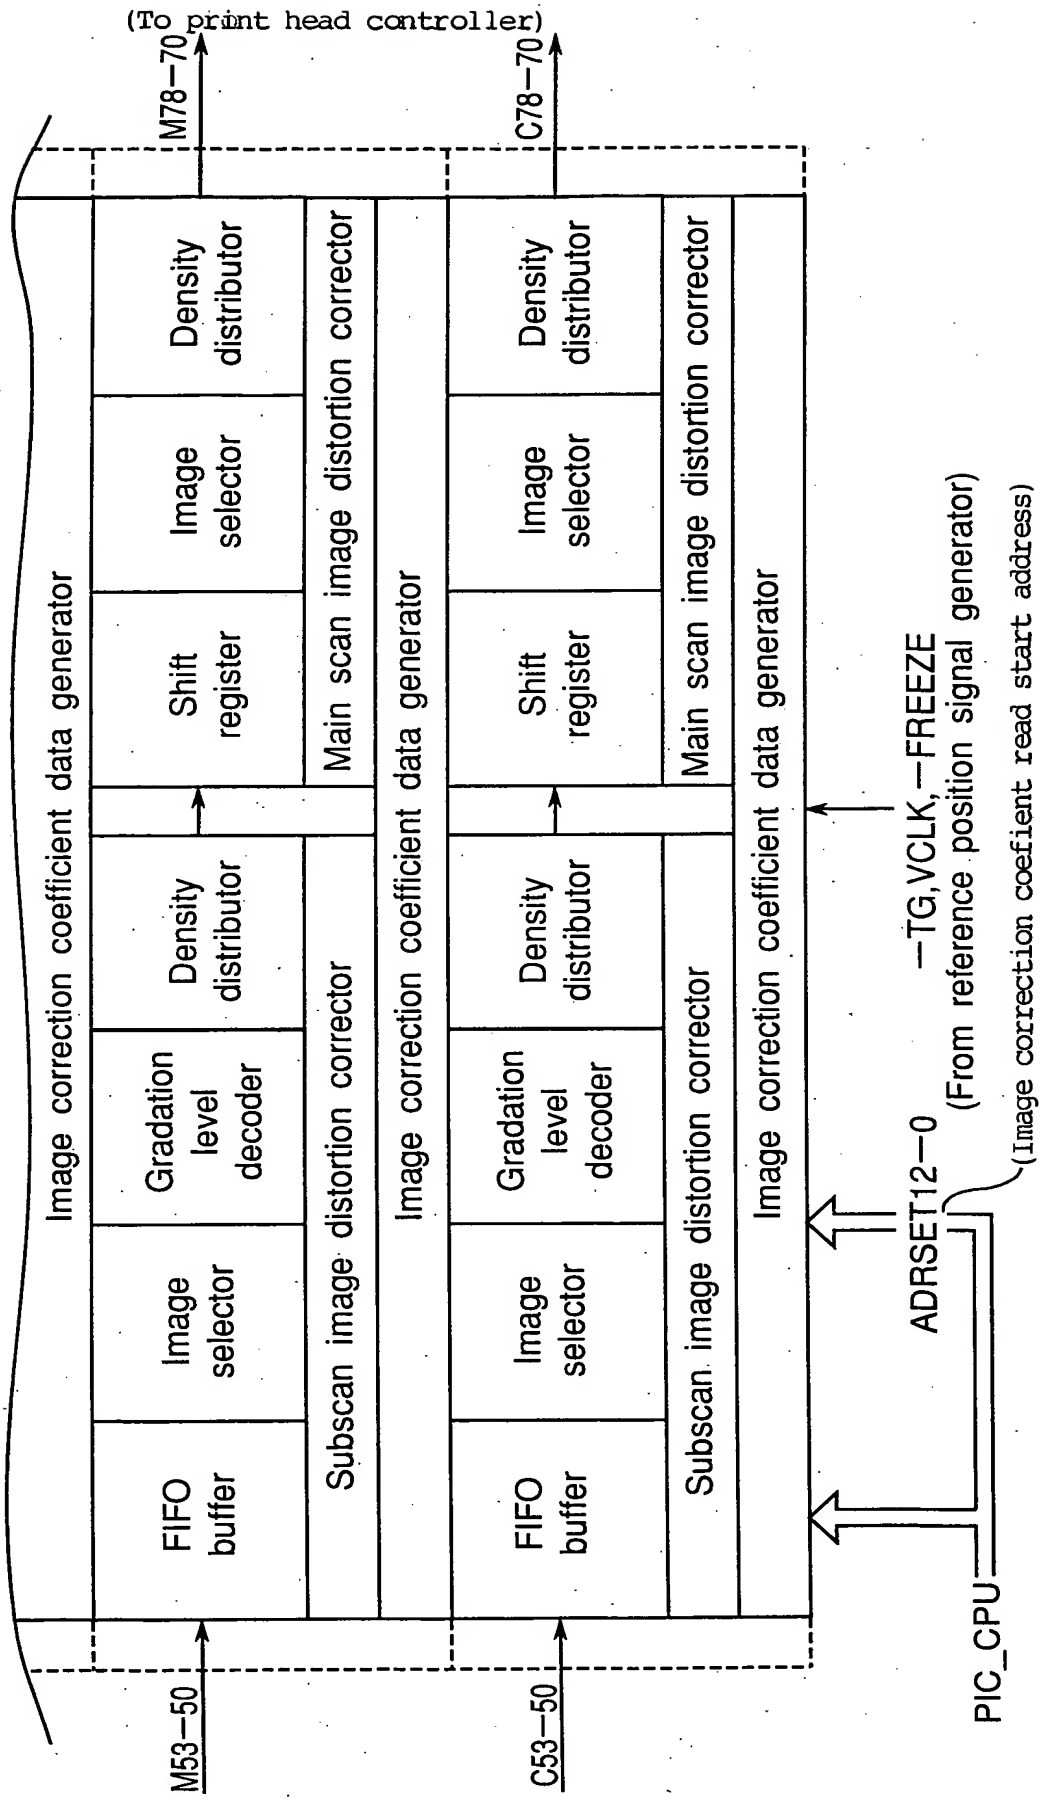 (To print head controller)
M78-70
C78-70
Image correction coefficient data generator
FIFO
buffer
Image
selector
Gradation
level
decoder
Density
distributor
Shift
register
Image
selector
Density
distributor
Subscan image distortion corrector
Main scan image distortion corrector
Image correction coefficient data generator
FIFO
buffer
Image
selector
Gradation
level
decoder
Density
distributor
Shift
register
Image
selector
Density
distributor
Subscan image distortion corrector
Main scan image distortion corrector
Image correction coefficient data generator
M53-50
C53-50
PIC_CPU
ADRSET12-0
(Image correction coefient read start address)
-TG,VCLK,-FREEZE
(From reference position signal generator)